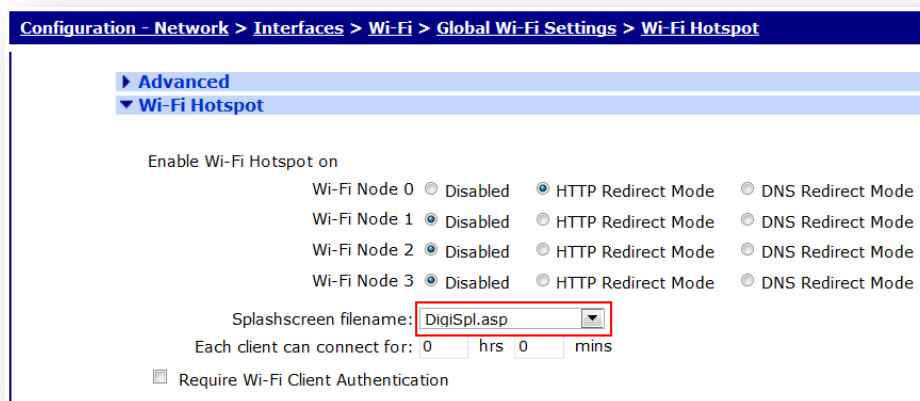 Configuration - Network > Interfaces > Wi-Fi > Global Wi-Fi Settings > Wi-Fi Hotspot
Advanced
Wi-Fi Hotspot
Enable Wi-Fi Hotspot on
Wi-Fi Node 0 Disabled HTTP Redirect Mode DNS Redirect Mode
Wi-Fi Node 1 Disabled HTTP Redirect Mode DNS Redirect Mode
Wi-Fi Node 2 Disabled HTTP Redirect Mode DNS Redirect Mode
Wi-Fi Node 3 Disabled HTTP Redirect Mode DNS Redirect Mode
Splashscreen filename: DigiSpl.asp
Each client can connect for: 0 hrs 0 mins
Require Wi-Fi Client Authentication